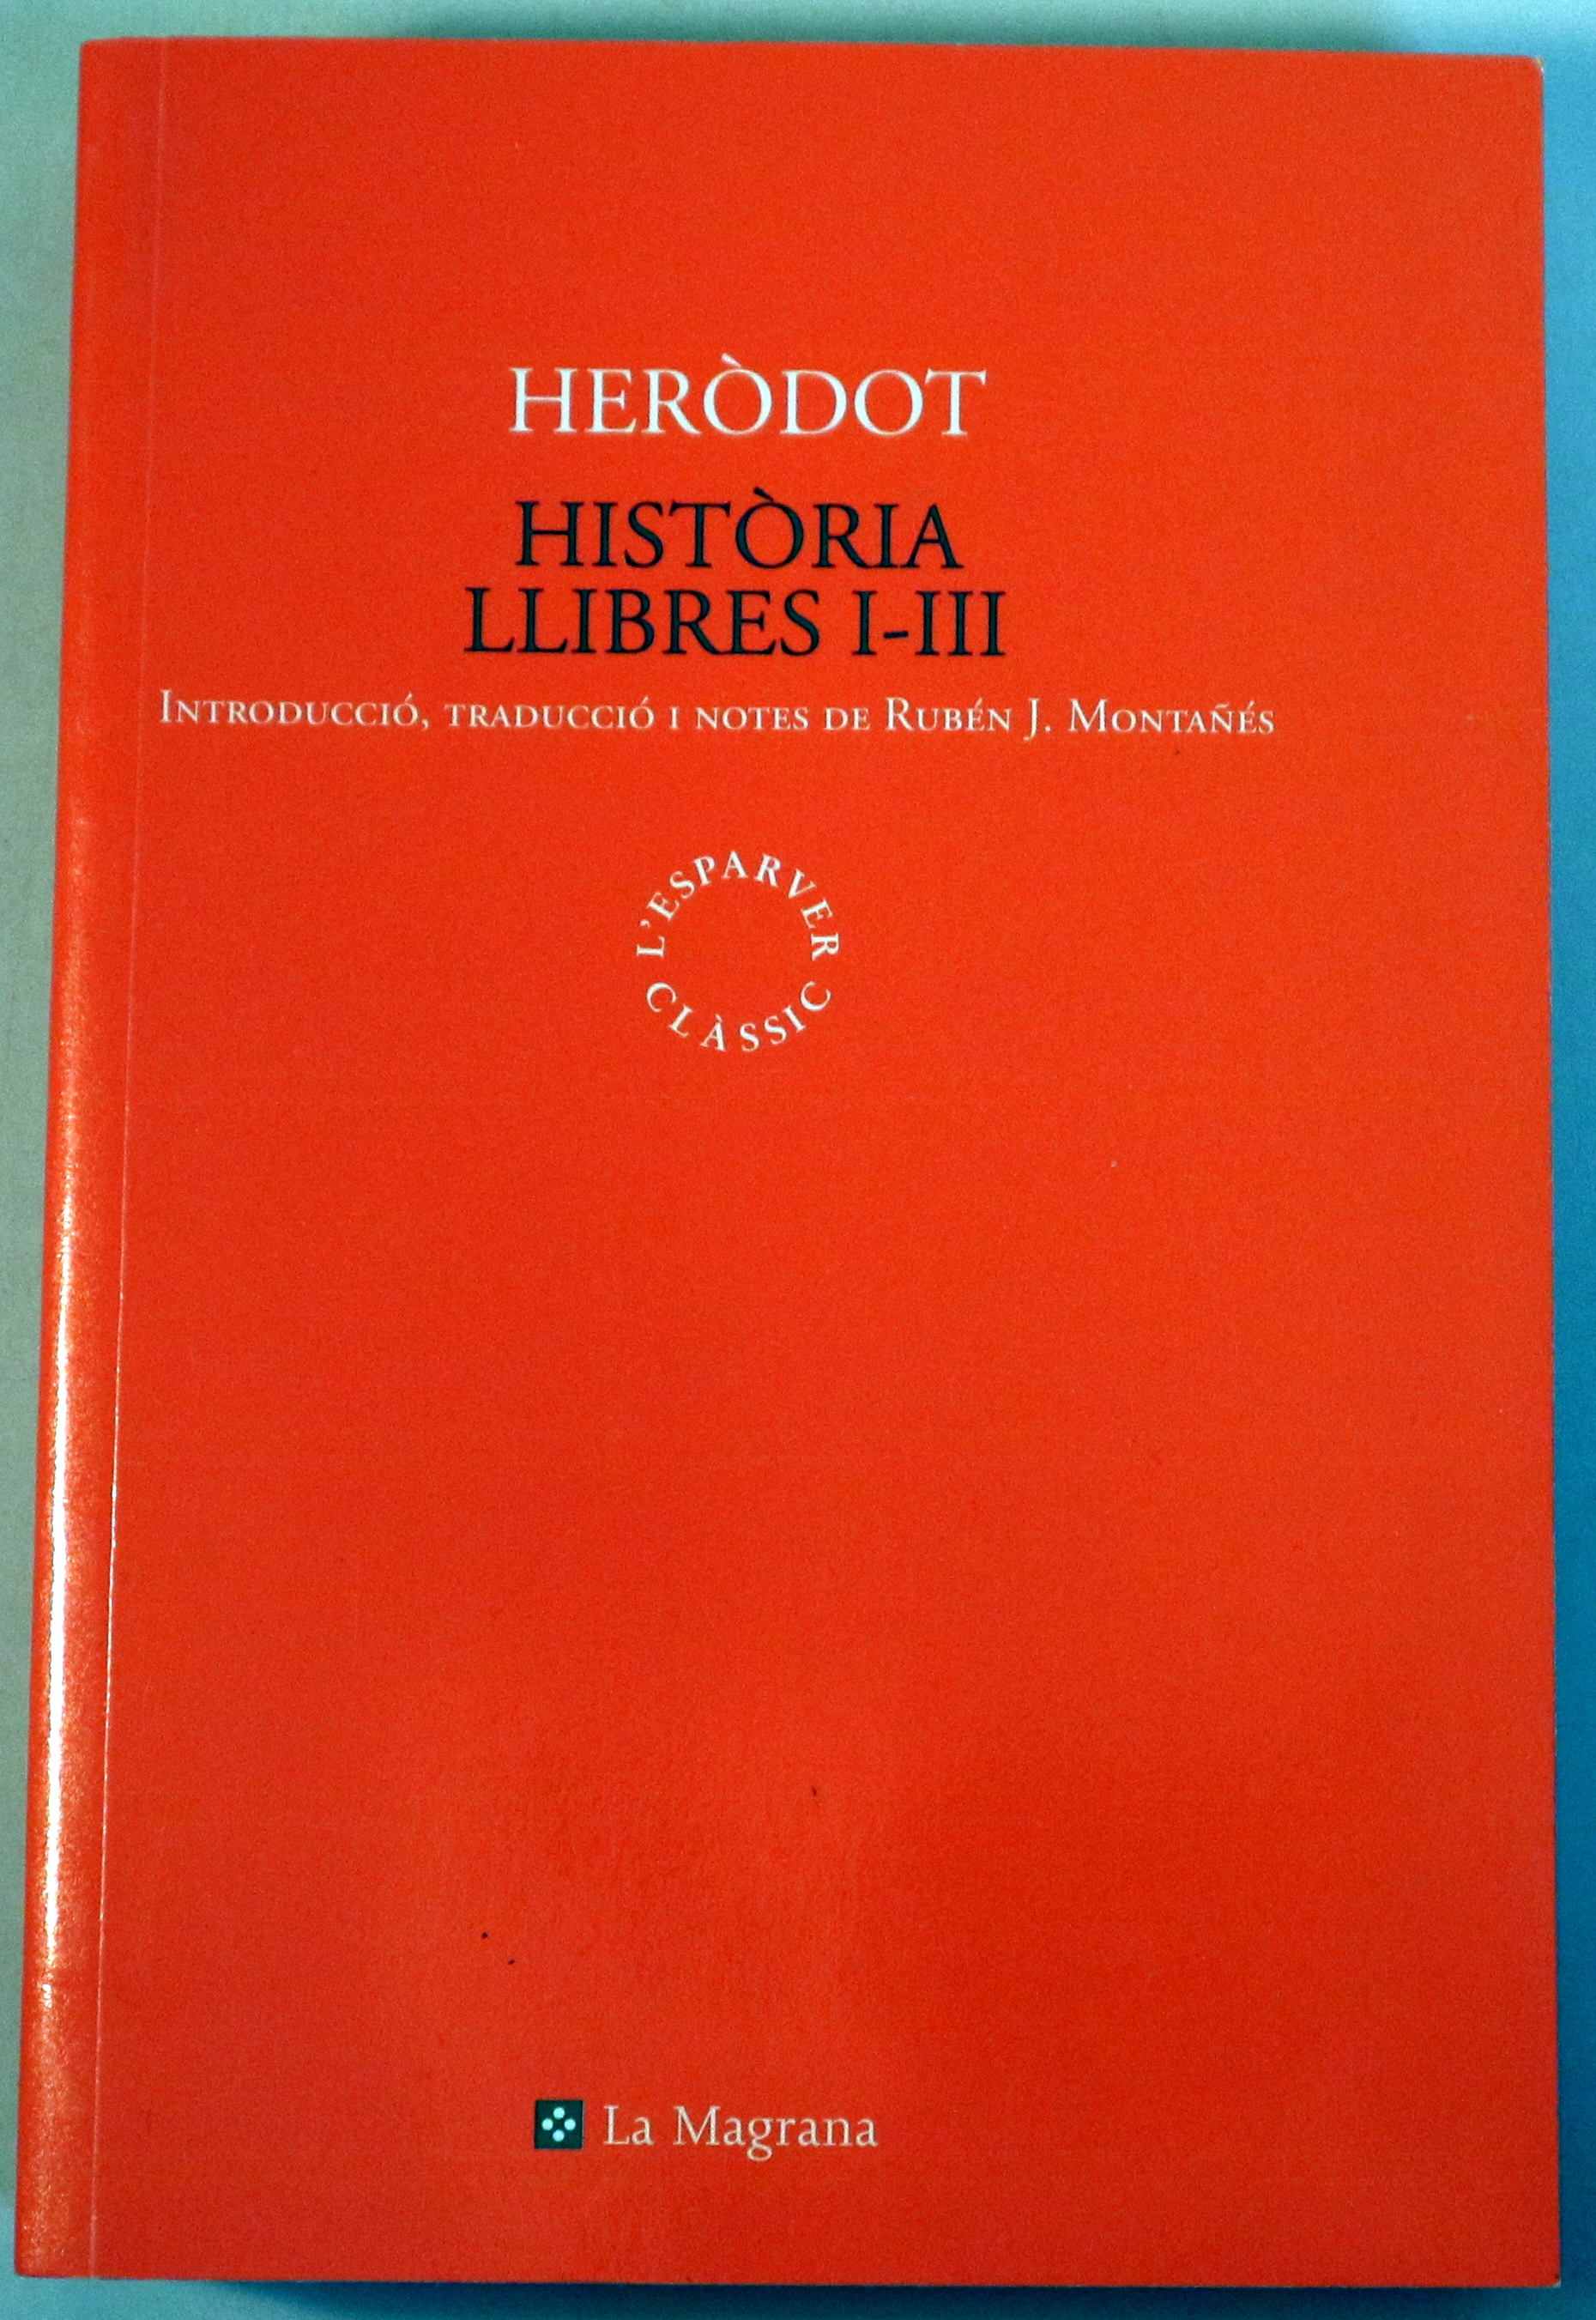 HERÒDOT
HISTÒRIA
LLIBRES I-III
INTRODUCCIÓ, TRADUCCIÓ I NOTES DE RUBÉN J. MONTAÑÉS
L'ESPARVER
CLÀSSIC
La Magrana